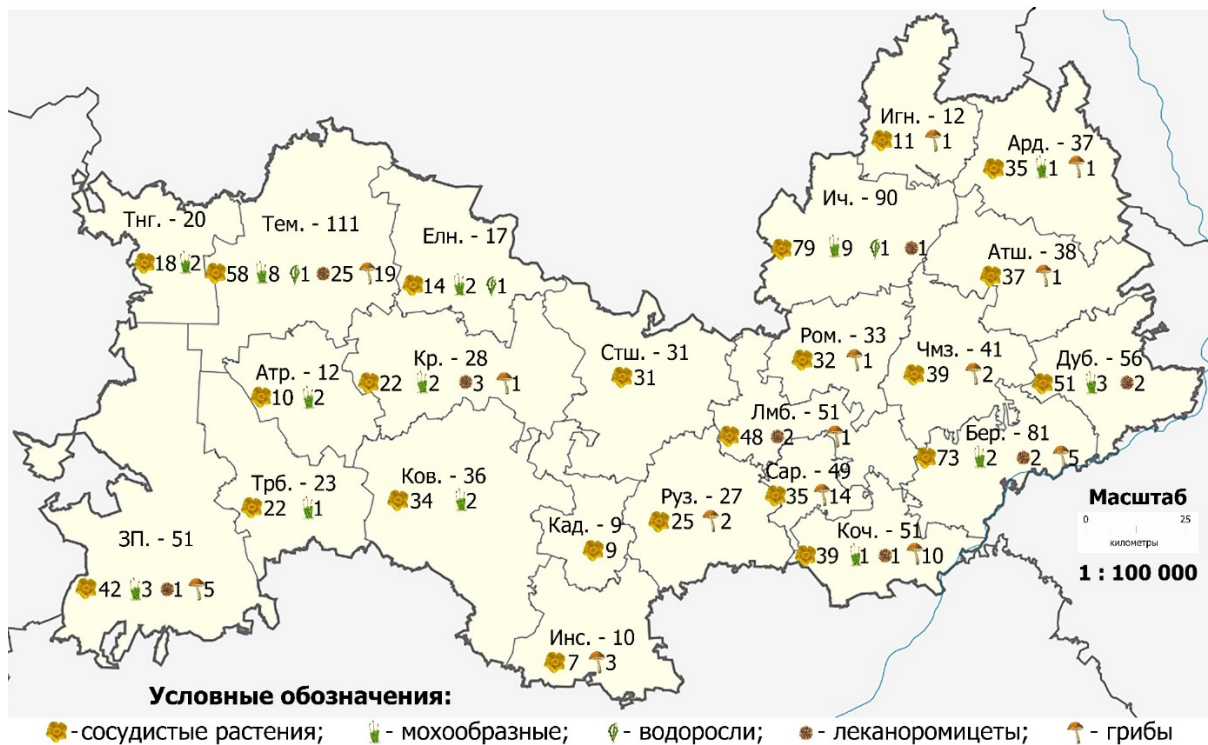 Игн. - 12
11 1
Ард. - 37
35 1 1
Ич. - 90
79 9 1 1
Тнг. - 20
18 2
Тем. - 111
58 8 1 25 19
Елн. - 17
14 2 1
Атш. - 38
37 1
Ром. - 33
32 1
Чмз. - 41
39 2
Дуб. - 56
51 3 2
Стш. - 31
31
Кр. - 28
22 2 3 1
Атр. - 12
10 2
Лмб. - 51
48 2 1
Бер. - 81
73 2 2 5
Сар. - 49
35 14
Ков. - 36
34 2
Трб. - 23
22 1
Руз. - 27
25 2
Кад. - 9
9
Коч. - 51
39 1 1 10
ЗП. - 51
42 3 1 5
Инс. - 10
7 3
Масштаб
0 25
километры
1 : 100 000
Условные обозначения:
- сосудистые растения; - мохообразные; - водоросли; - леканоромицеты; - грибы